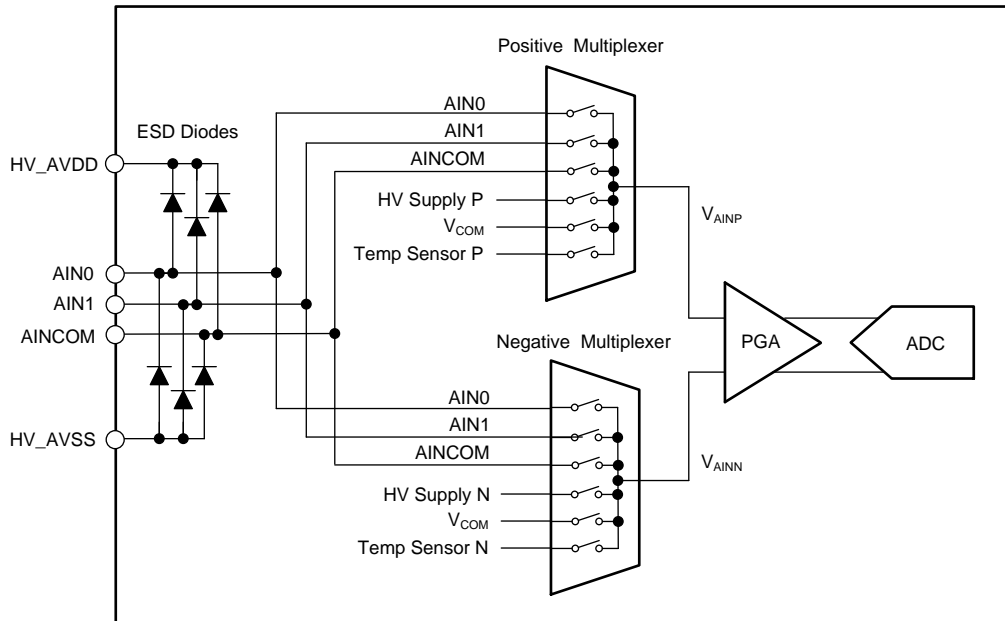 Positive Multiplexer
ESD Diodes
HV_AVDD
AIN0
AIN1
AINCOM
HV_AVSS
AIN0
AIN1
AINCOM
HV Supply P
VCOM
Temp Sensor P
VAINP
Negative Multiplexer
AIN0
AIN1
AINCOM
HV Supply N
VCOM
Temp Sensor N
VAINN
PGA
ADC